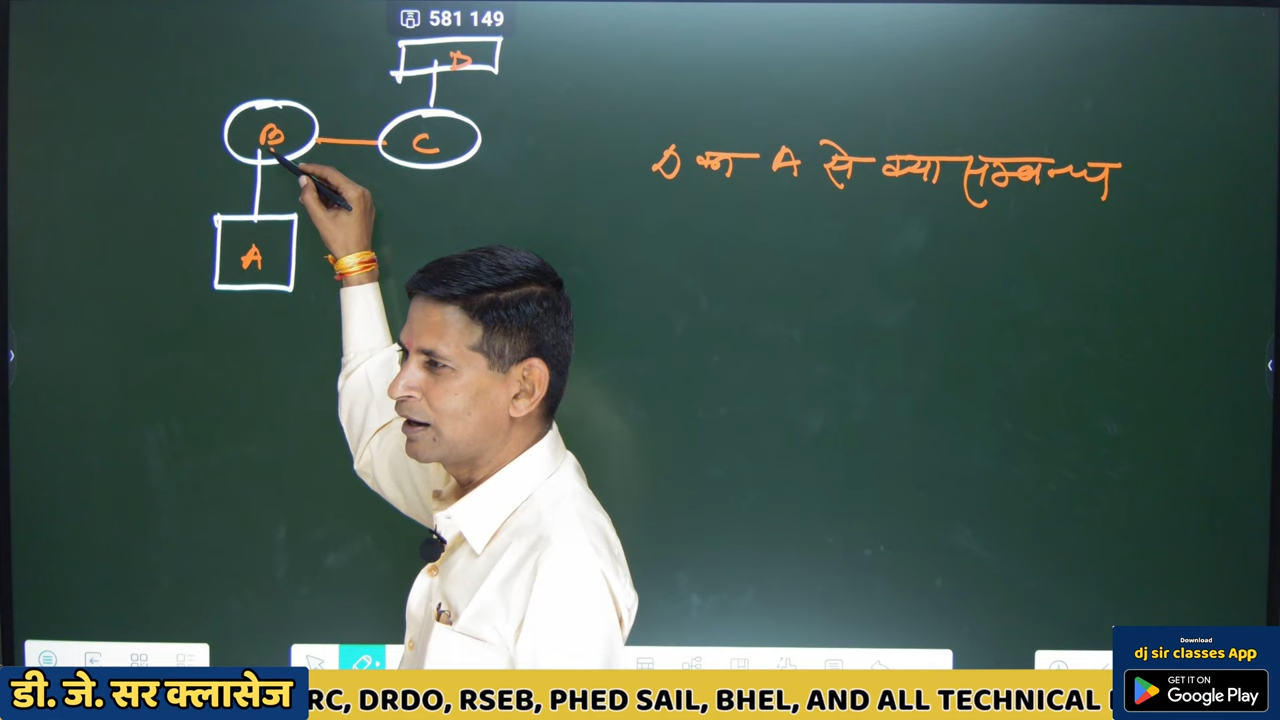 581 149
D
B
C
D का A से क्या सम्बन्ध
A
Download
dj sir classes App
GET IT ON
Google Play
डी. जे. सर क्लासेज
RC, DRDO, RSEB, PHED SAIL, BHEL, AND ALL TECHNICAL